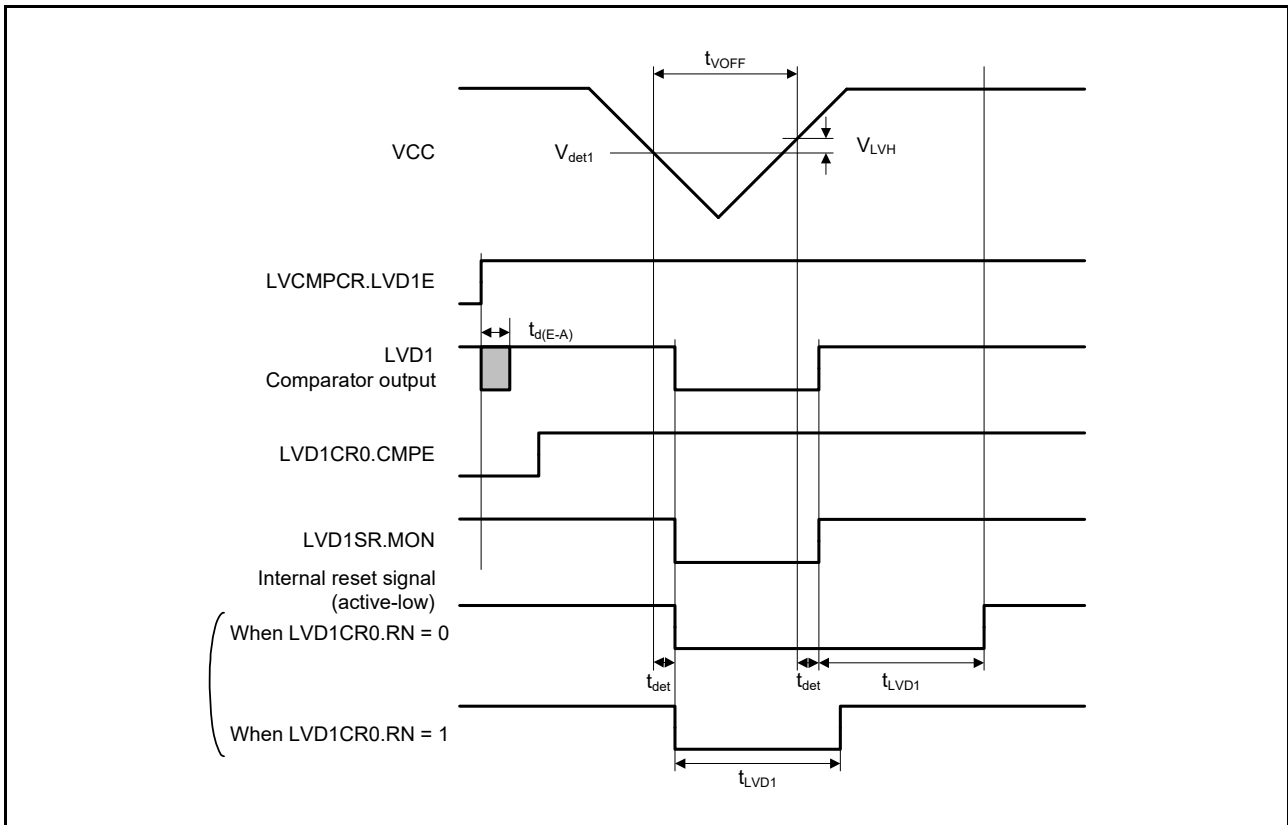 tVOFF
VCC
Vdet1
VLVH
LVCMPCR.LVD1E
td(E-A)
LVD1
Comparator output
LVD1CR0.CMPE
LVD1SR.MON
Internal reset signal
(active-low)
When LVD1CR0.RN = 0
tdet
tdet
tLVD1
When LVD1CR0.RN = 1
tLVD1